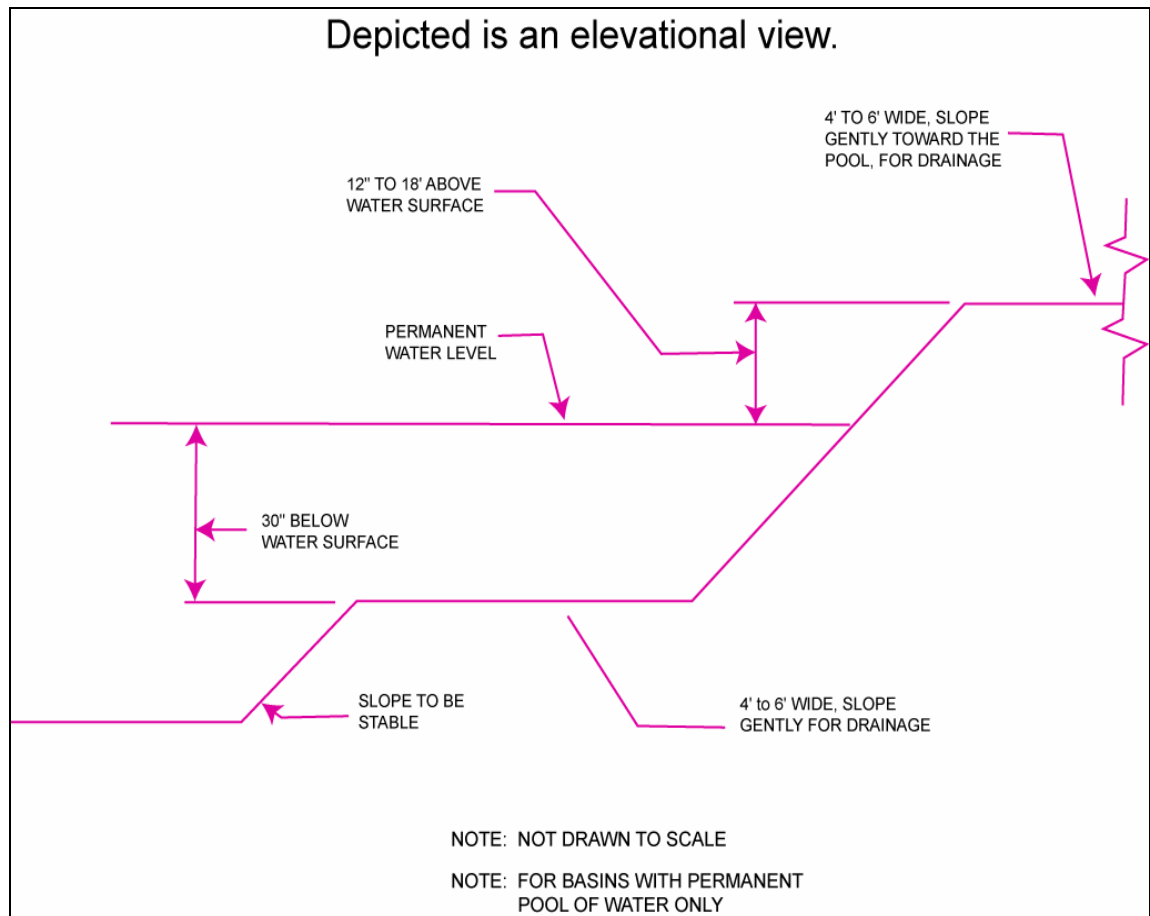 Depicted is an elevational view.
4' TO 6' WIDE, SLOPE
GENTLY TOWARD THE
POOL, FOR DRAINAGE
12" TO 18' ABOVE
WATER SURFACE
PERMANENT
WATER LEVEL
30" BELOW
WATER SURFACE
SLOPE TO BE
STABLE
4' to 6' WIDE, SLOPE
GENTLY FOR DRAINAGE
NOTE: NOT DRAWN TO SCALE
NOTE: FOR BASINS WITH PERMANENT
POOL OF WATER ONLY